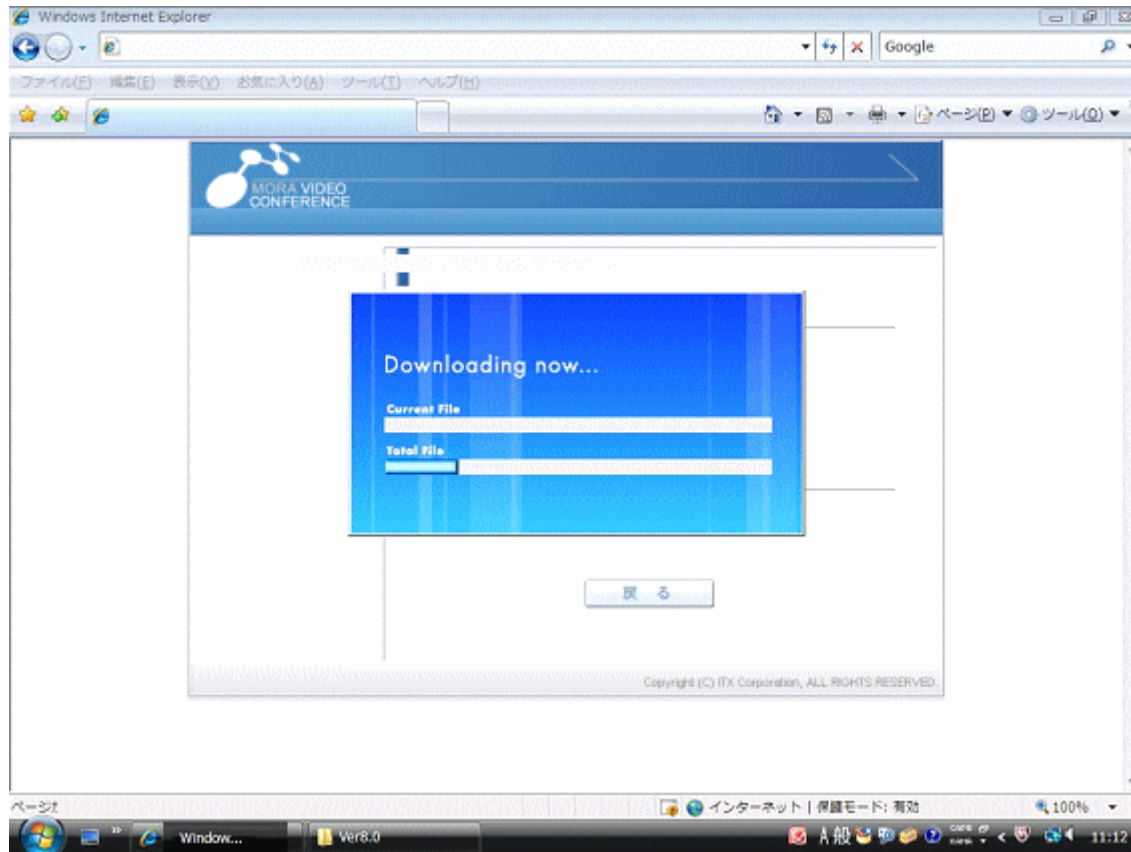 Windows Internet Explorer
Google
ファイル(F) 編集(E) 表示(V) お気に入り(A) ツール(T) ヘルプ(H)
ページ(P) ツール(O)
MORA VIDEO
CONFERENCE
Downloading now...
Current File
Total File
戻 る
Copyright (C) ITX Corporation, ALL RIGHTS RESERVED.
インターネット | 保護モード: 有効
100%
Window...
Ver8.0
A 般
CAPS
KANA
11:12